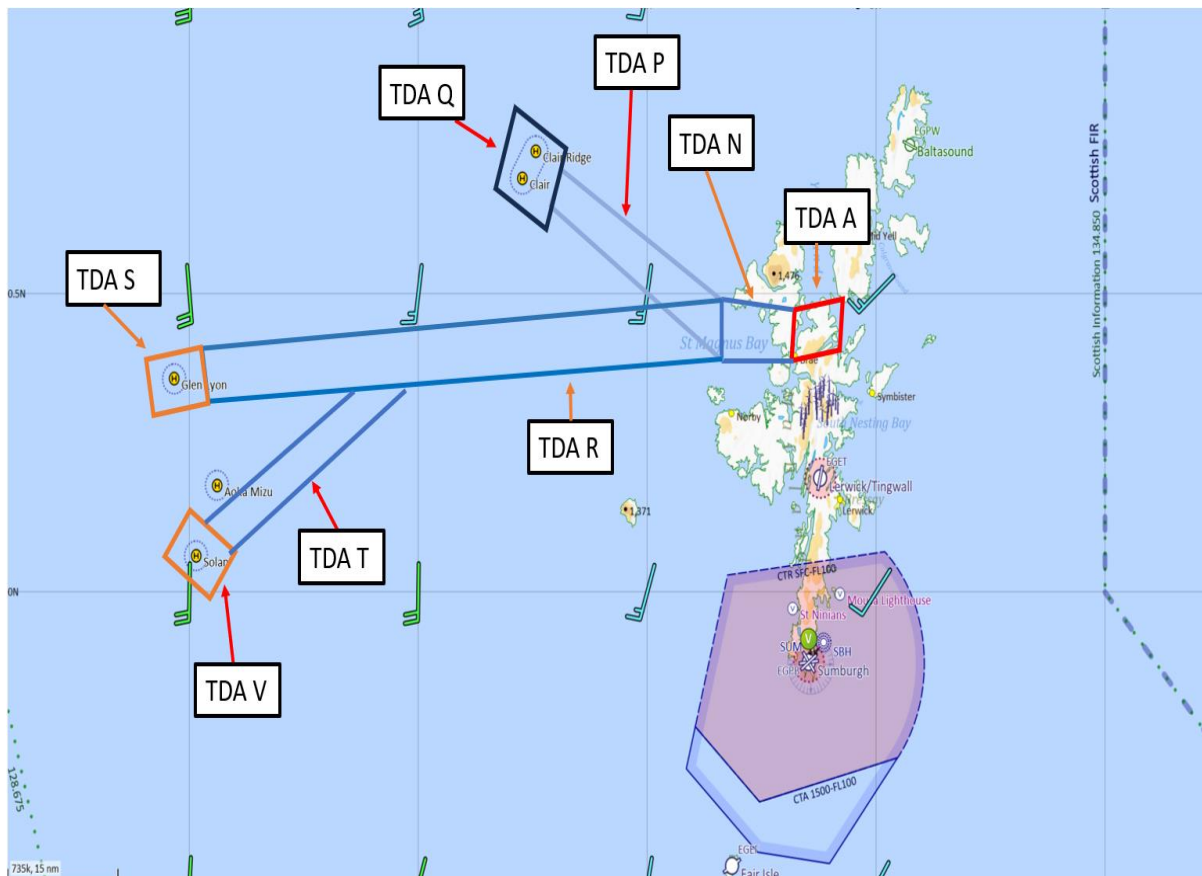 TDA P
TDA Q
TDA N
EGPW
Baltasound
Clair Ridge
Clair
TDA A
Mid Yell
Scottish FIR
Scottish Information 134.850
TDA S
1,476
0.5N
St Magnus Bay
Brae
Glen Lyon
Symbister
Norby
South Nesting Bay
TDA R
EGET
Lerwick/Tingwall
Lerwick
Aoka Mizu
1,371
TDA T
Solan
CTR SFC-FL100
0N
Mousa Lighthouse
St Ninians
SUM
SBH
Sumburgh
TDA V
CTA 1500-FL100
128.675
EGEF
Fair Isle
735k, 15 nm